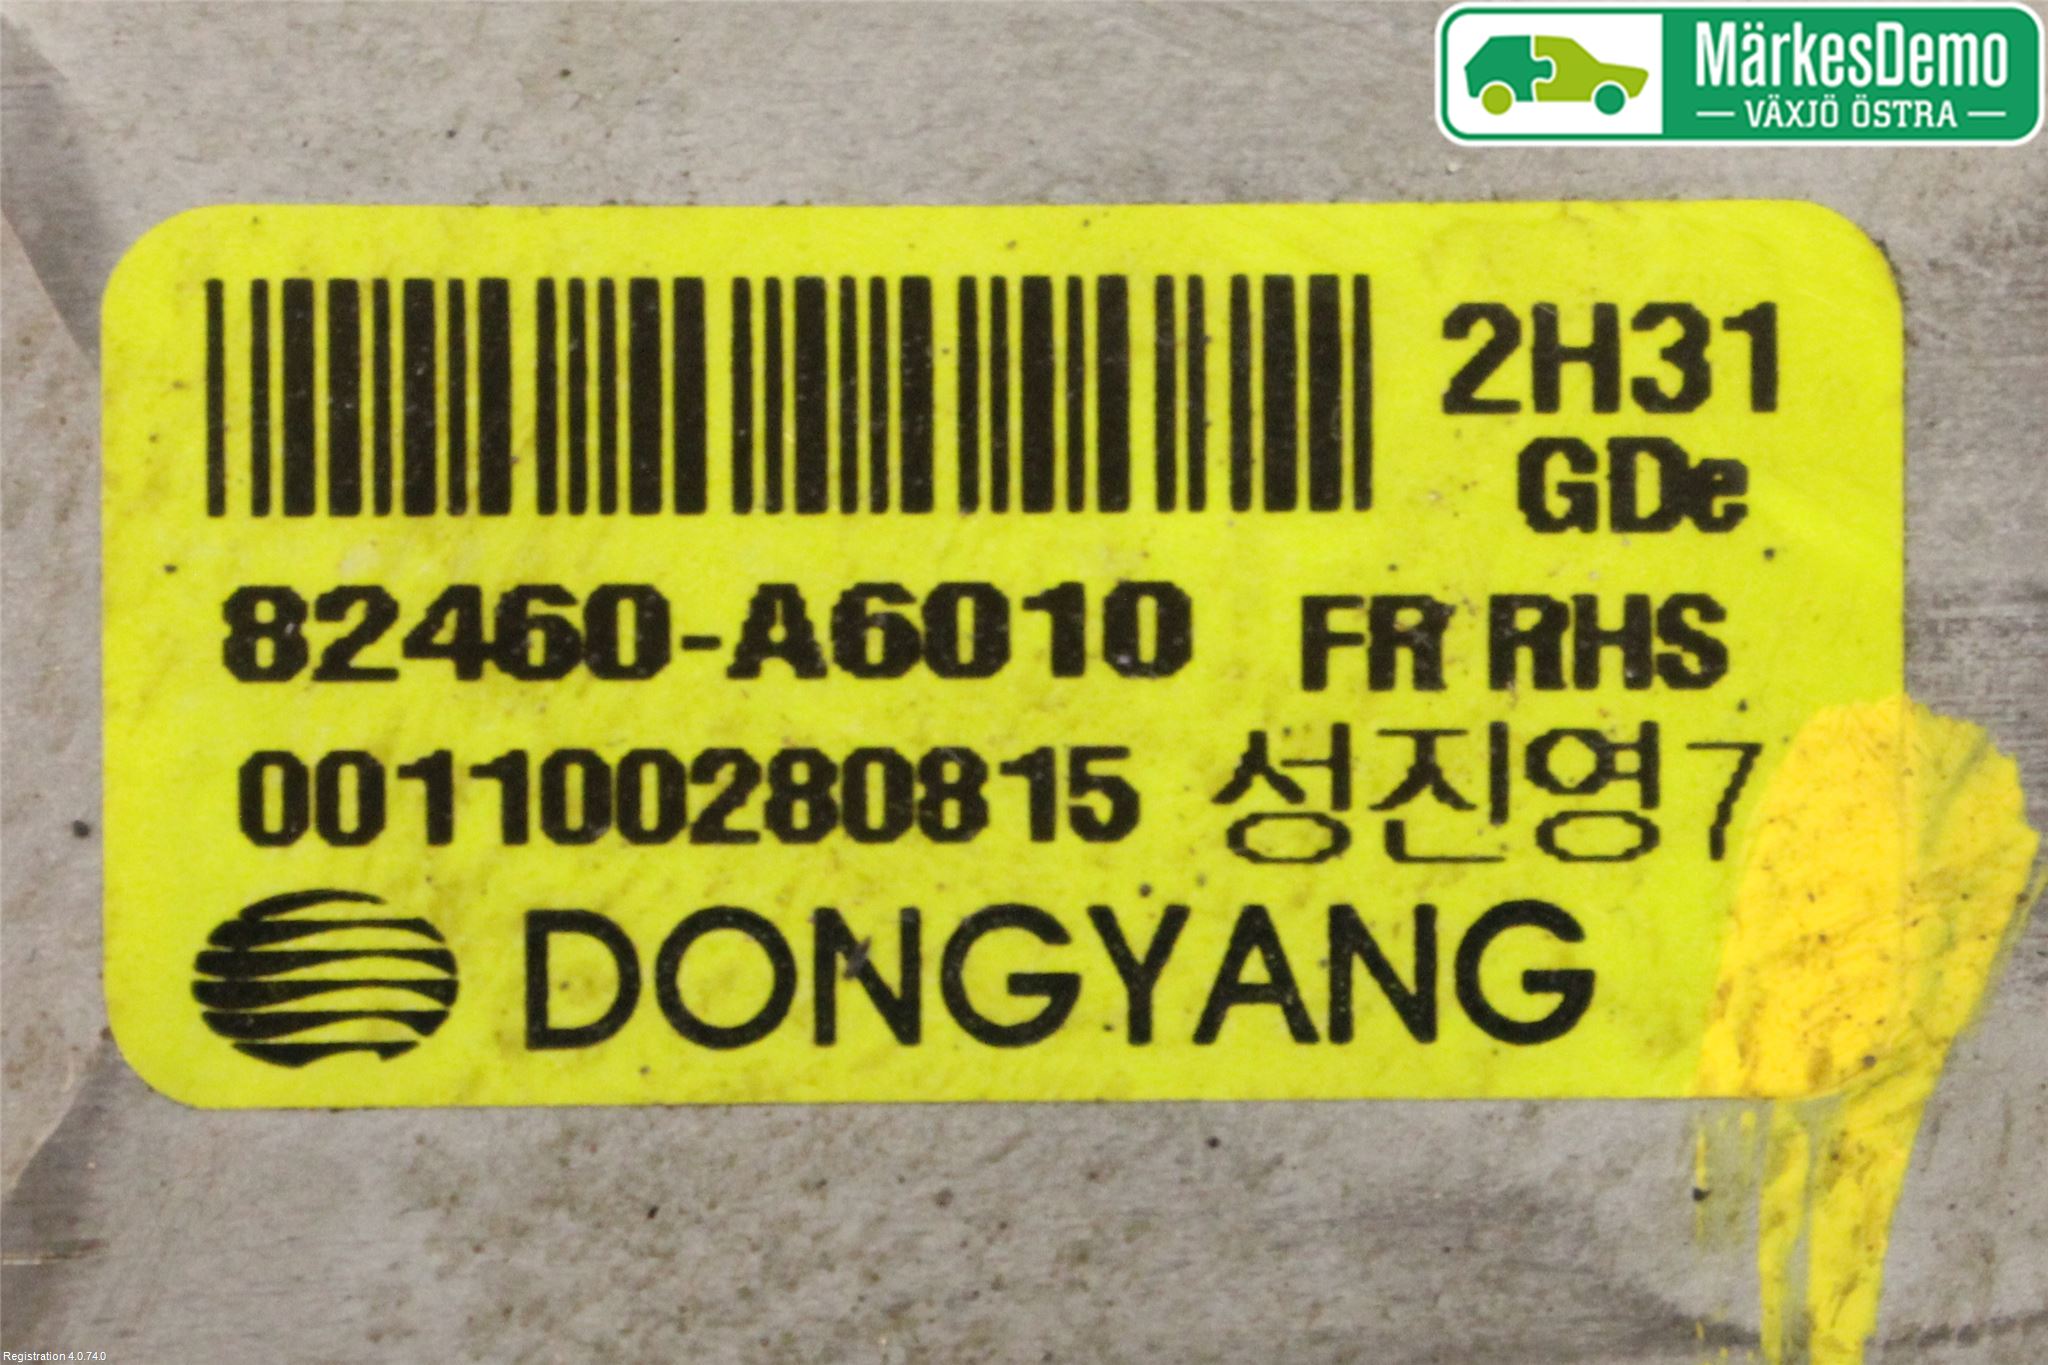 MärkesDemo
VÄXJÖ ÖSTRA
2H31
GDe
82460-A6010 FR RHS
001100280815 성진영7
DONGYANG
Registration 4.0.74.0